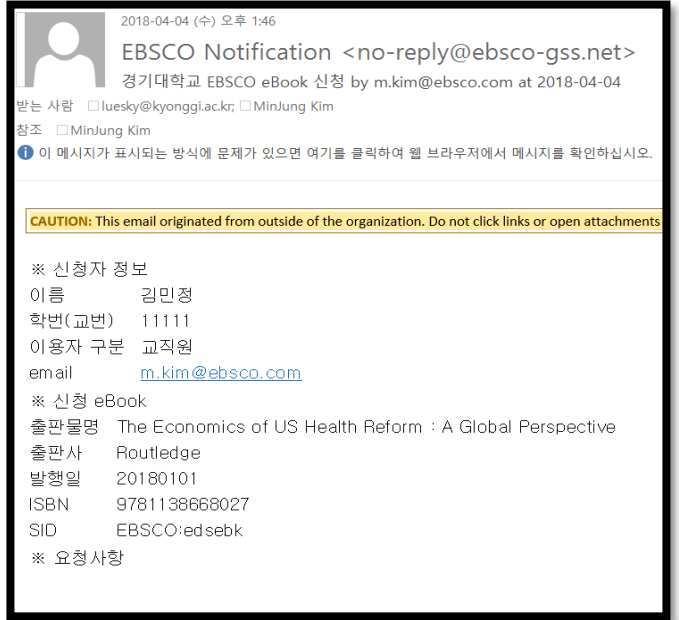 2018-04-04 (수) 오후 1:46
EBSCO Notification <no-reply@ebsco-gss.net>
경기대학교 EBSCO eBook 신청 by m.kim@ebsco.com at 2018-04-04
받는 사람 □luesky@kyonggi.ac.kr; □MinJung Kim
참조 □MinJung Kim
이 메시지가 표시되는 방식에 문제가 있으면 여기를 클릭하여 웹 브라우저에서 메시지를 확인하십시오.
CAUTION: This email originated from outside of the organization. Do not click links or open attachments
※ 신청자 정보
이름 김민정
학번(교번) 11111
이용자 구분 교직원
email m.kim@ebsco.com
※ 신청 eBook
출판물명 The Economics of US Health Reform : A Global Perspective
출판사 Routledge
발행일 20180101
ISBN 9781138668027
SID EBSCO:edsebk
※ 요청사항